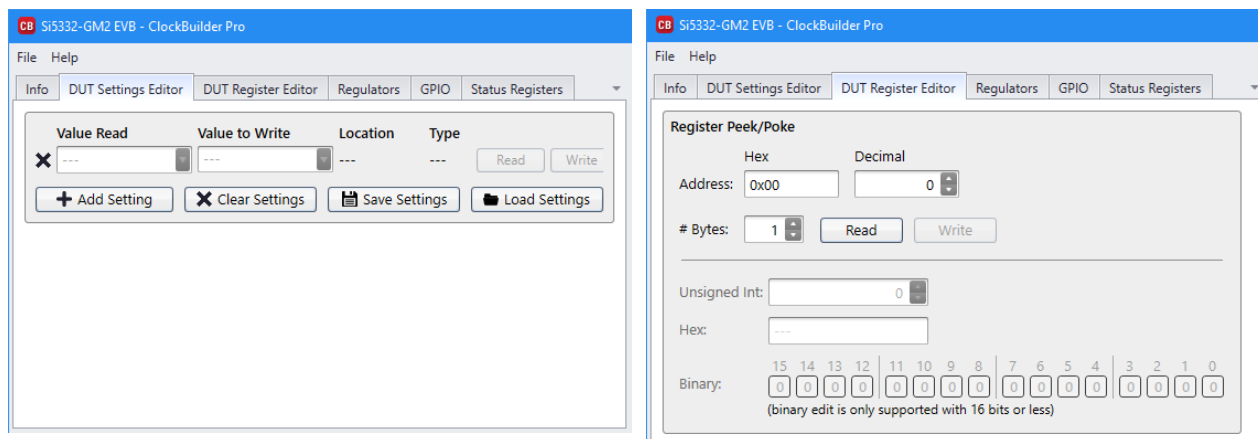 CB Si5332-GM2 EVB - ClockBuilder Pro
File Help
Info DUT Settings Editor DUT Register Editor Regulators GPIO Status Registers
Value Read Value to Write Location Type
--- --- --- --- Read Write
Add Setting Clear Settings Save Settings Load Settings
CB Si5332-GM2 EVB - ClockBuilder Pro
File Help
Info DUT Settings Editor DUT Register Editor Regulators GPIO Status Registers
Register Peek/Poke
Hex Decimal
Address: 0x00 0
# Bytes: 1 Read Write
Unsigned Int: 0
Hex: ---
15 14 13 12 11 10 9 8 7 6 5 4 3 2 1 0
Binary: 0 0 0 0 0 0 0 0 0 0 0 0 0 0 0 0
(binary edit is only supported with 16 bits or less)